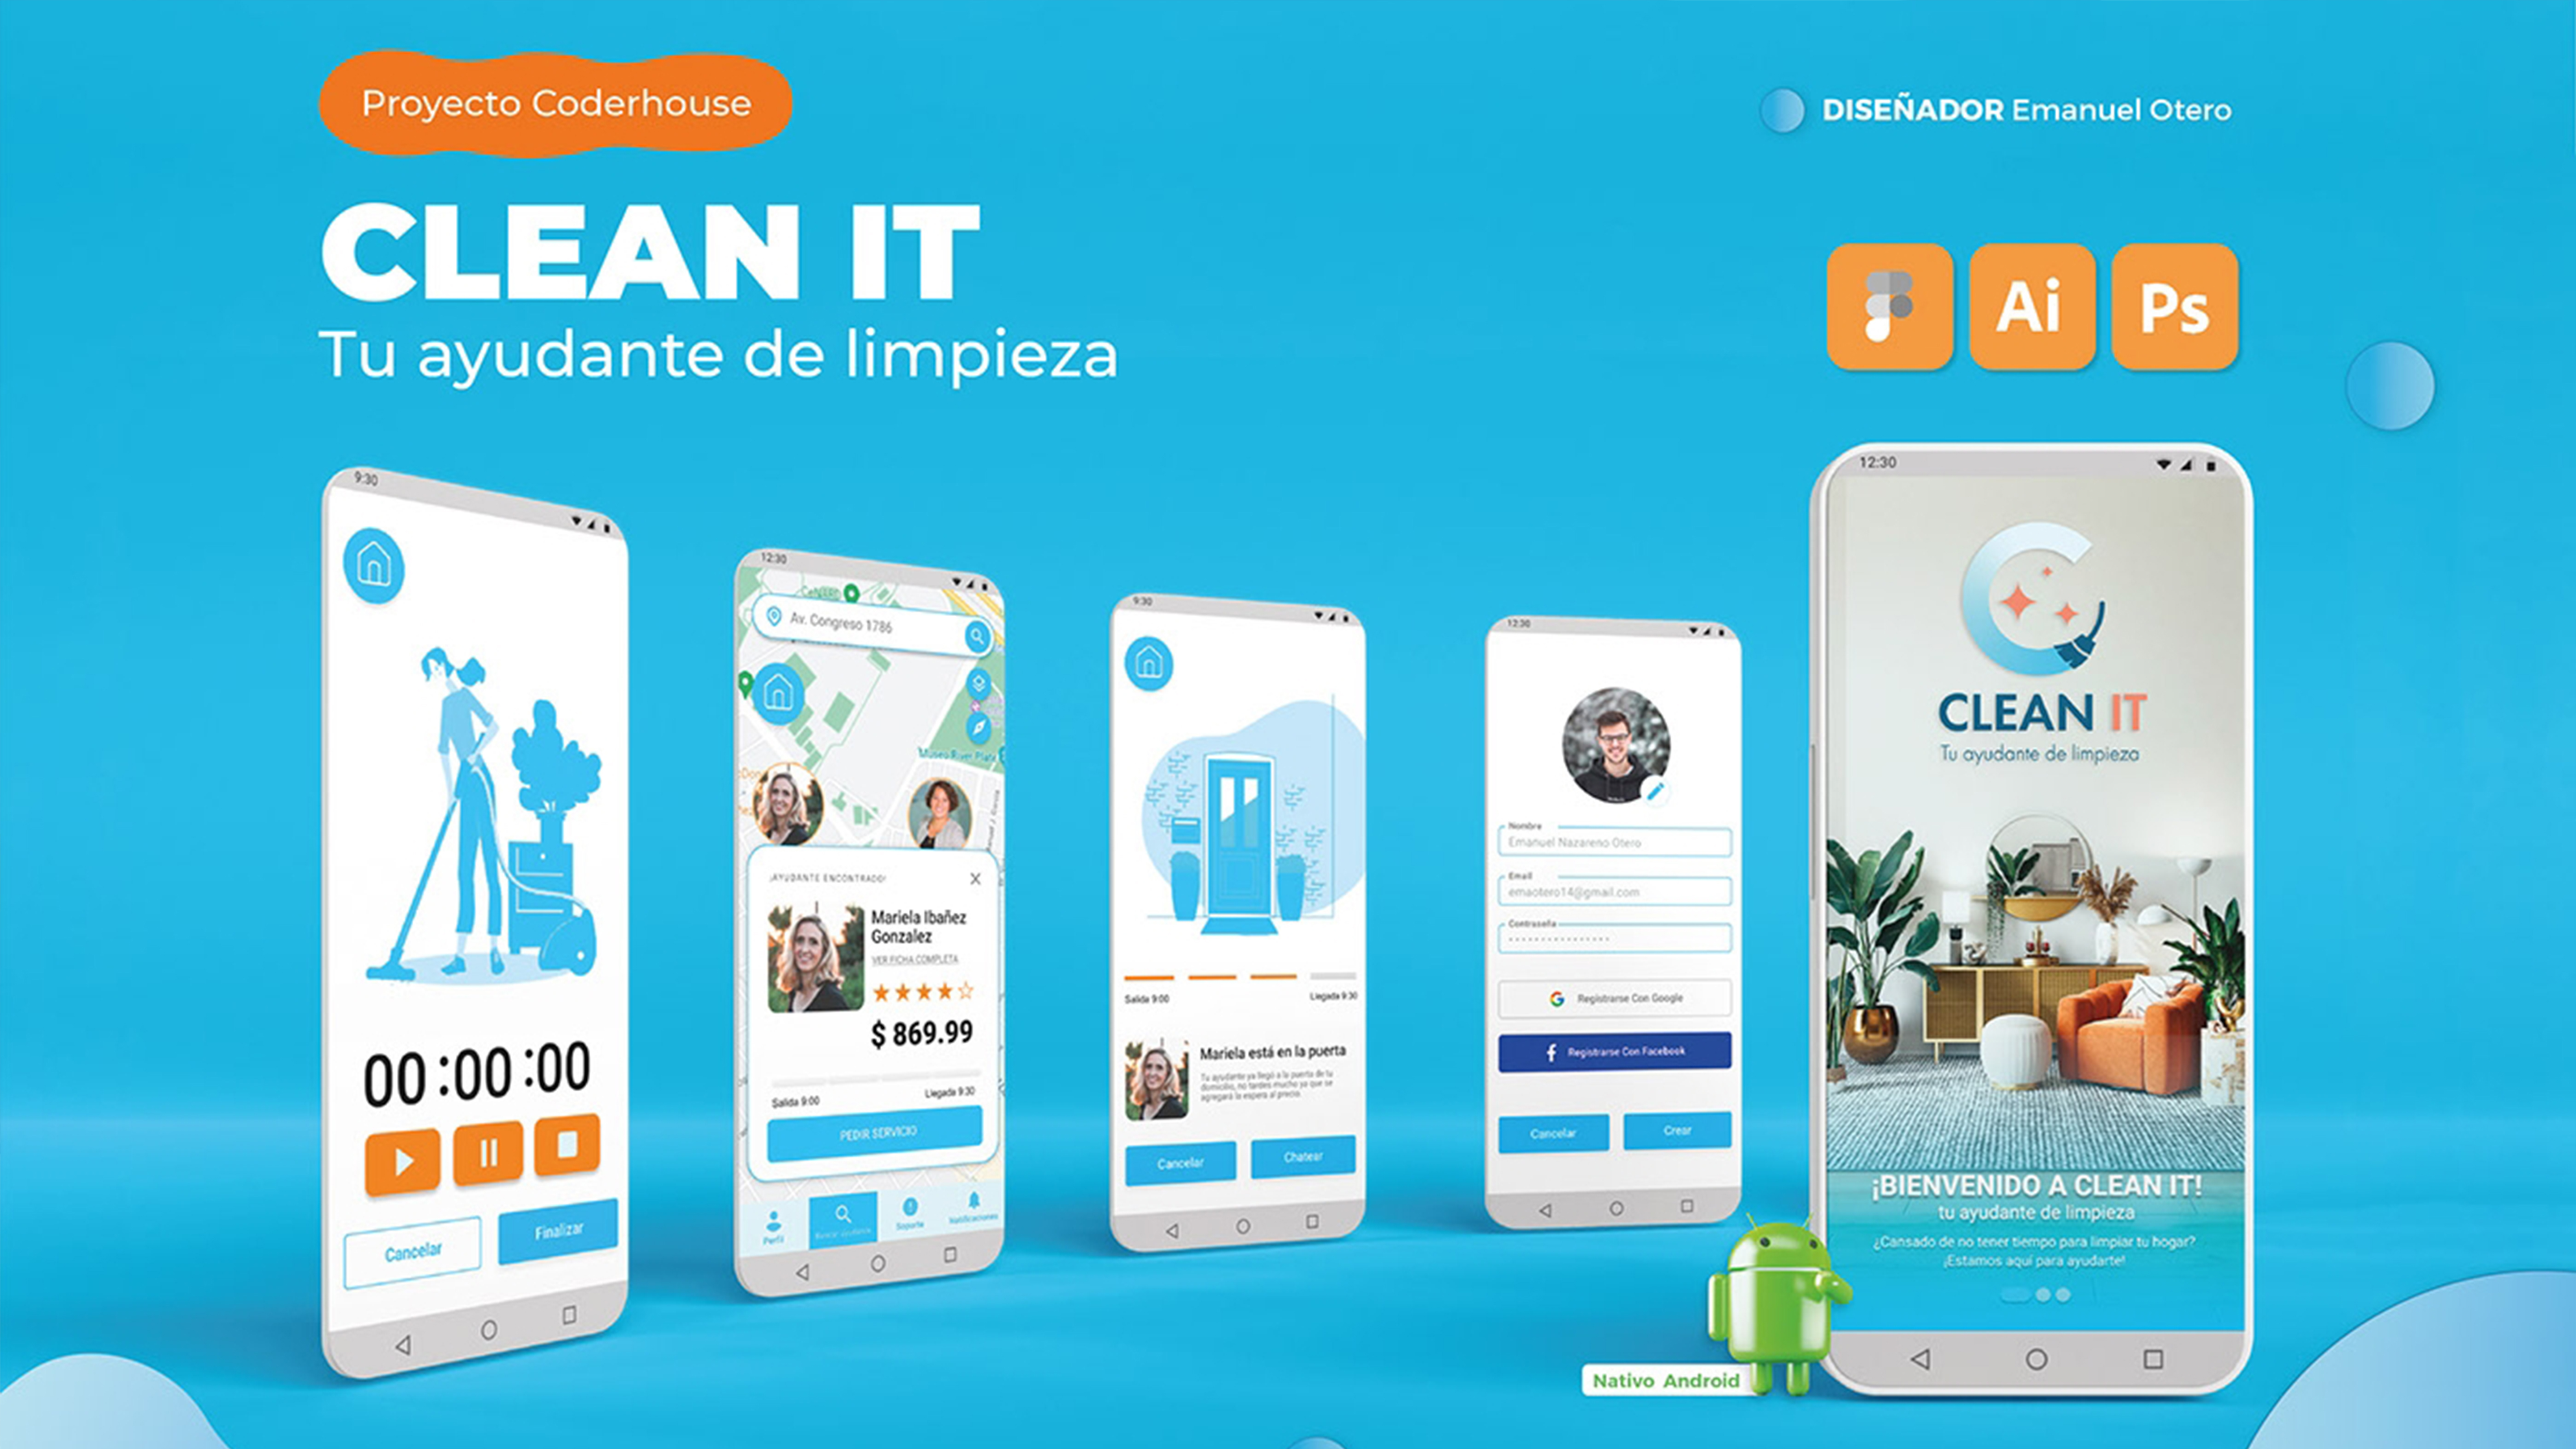 Proyecto Coderhouse
DISEÑADOR Emanuel Otero
CLEAN IT
Tu ayudante de limpieza
Ai
Ps
9:30
00:00:00
Cancelar
Finalizar
12:30
CeNARD
Av. Congreso 1786
Museo River Plate
¡AYUDANTE ENCONTRADO!
Mariela Ibañez
Gonzalez
VER FICHA COMPLETA
$ 869.99
Salida 9:00
Llegada 9:30
PEDIR SERVICIO
Perfil
Soporte
Notificaciones
9:30
Salida 9:00
Llegada 9:30
Mariela está en la puerta
Tu ayudante ya llegó a la puerta de tu
domicilio, no tardes mucho ya que se
agregará la espera al precio.
Cancelar
Chatear
12:30
Nombre
Emanuel Nazareno Otero
Email
emaotero14@gmail.com
Contraseña
Registrarse Con Google
Registrarse Con Facebook
Cancelar
Crear
12:30
CLEAN IT
Tu ayudante de limpieza
¡BIENVENIDO A CLEAN IT!
tu ayudante de limpieza
¿Cansado de no tener tiempo para limpiar tu hogar?
¡Estamos aquí para ayudarte!
Nativo Android